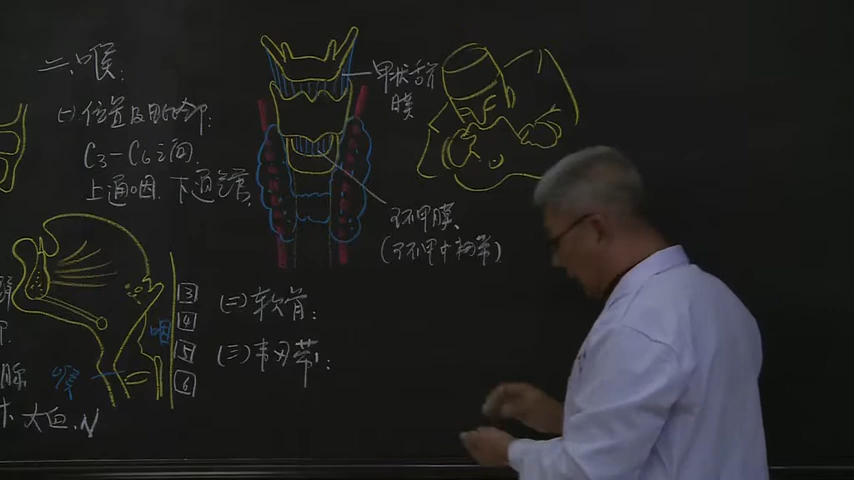 二、喉:
(一)位置及毗邻:
C3—C6之间.
上通咽.下通气管.
甲状舌骨
膜
环甲膜、
(环甲中韧带)
(二)软骨:
(三)韧带:
3
4
咽
5
喉
6
大血.N